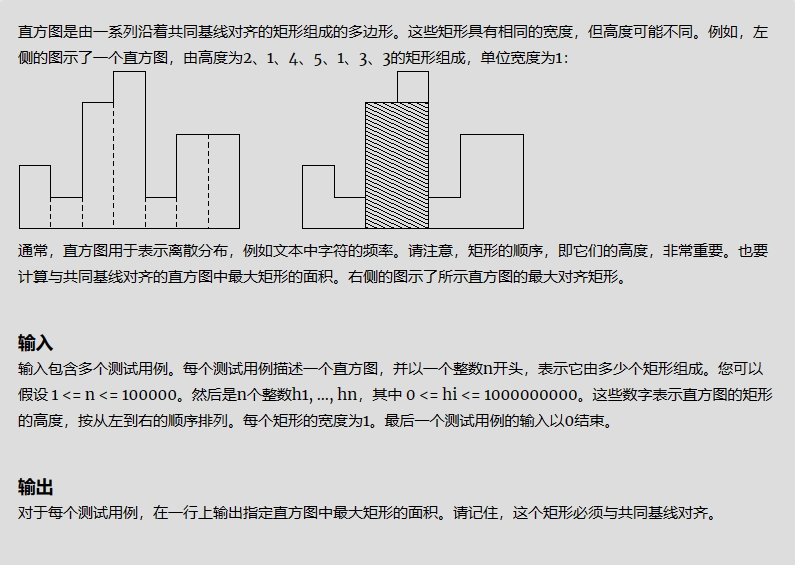 直方图是由一系列沿着共同基线对齐的矩形组成的多边形。这些矩形具有相同的宽度，但高度可能不同。例如，左
侧的图示了一个直方图，由高度为2、1、4、5、1、3、3的矩形组成，单位宽度为1：
通常，直方图用于表示离散分布，例如文本中字符的频率。请注意，矩形的顺序，即它们的高度，非常重要。也要
计算与共同基线对齐的直方图中最大矩形的面积。右侧的图示了所示直方图的最大对齐矩形。
输入
输入包含多个测试用例。每个测试用例描述一个直方图，并以一个整数n开头，表示它由多少个矩形组成。您可以
假设 1 <= n <= 100000。然后是n个整数h1, ..., hn，其中 0 <= hi <= 1000000000。这些数字表示直方图的矩形
的高度，按从左到右的顺序排列。每个矩形的宽度为1。最后一个测试用例的输入以0结束。
输出
对于每个测试用例，在一行上输出指定直方图中最大矩形的面积。请记住，这个矩形必须与共同基线对齐。